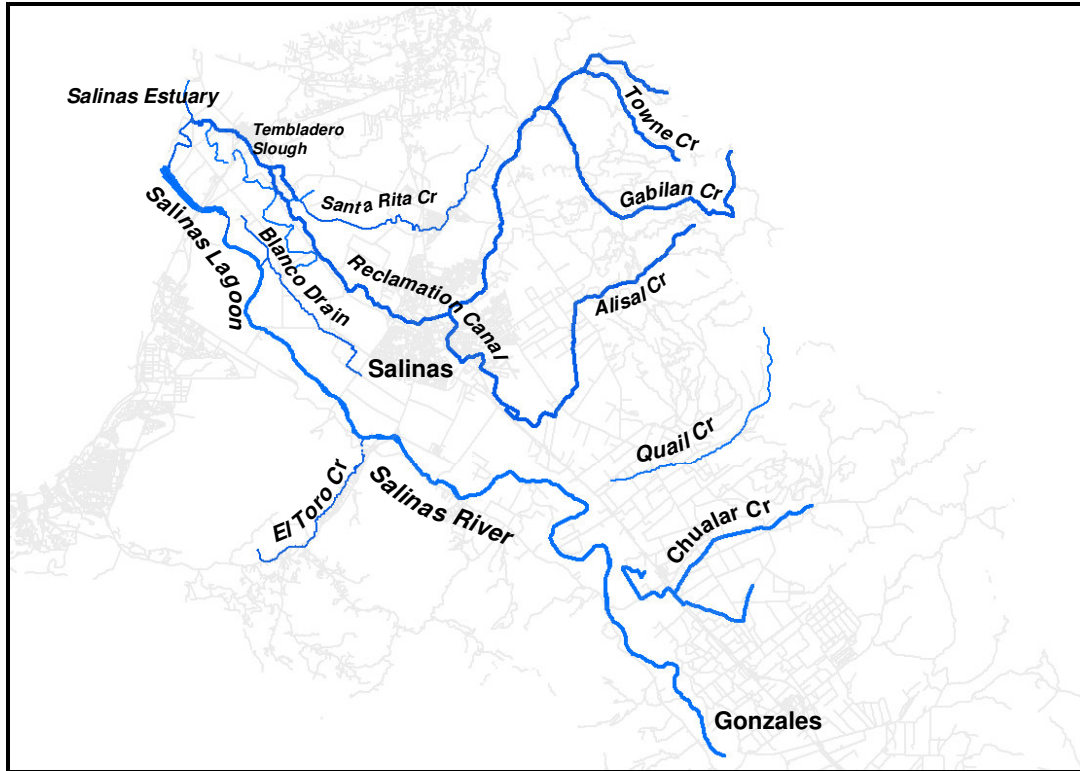 Salinas Estuary
Towne Cr
Tembladero
Slough
Santa Rita Cr
Gabilan Cr
Salinas Lagoon
Blanco Drain
Reclamation Canal
Alisal Cr
Salinas
Quail Cr
El Toro Cr
Salinas River
Chualar Cr
Gonzales